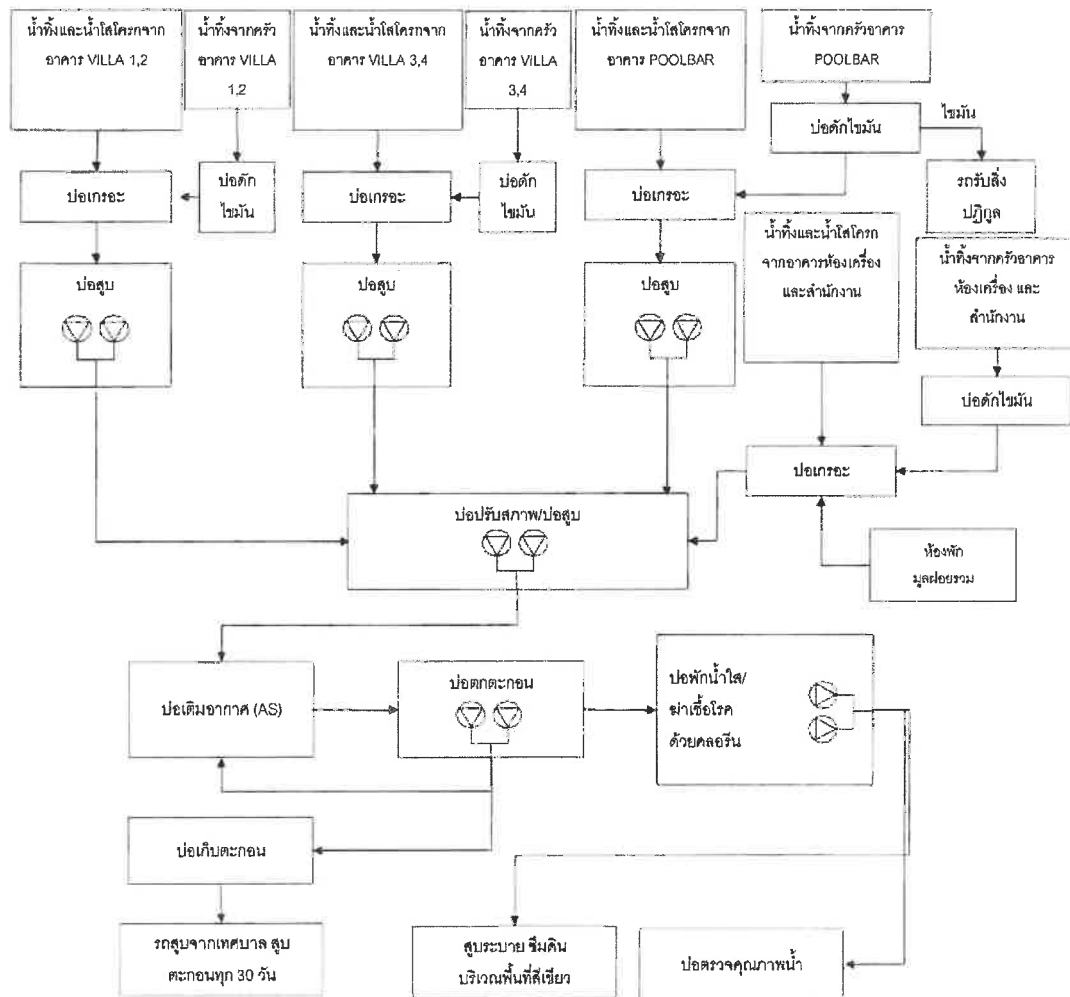 น้ำทิ้งและน้ำโสโครกจาก
อาคาร VILLA 1,2
น้ำทิ้งจากครัว
อาคาร VILLA
1,2
น้ำทิ้งและน้ำโสโครกจาก
อาคาร VILLA 3,4
น้ำทิ้งจากครัว
อาคาร VILLA
3,4
น้ำทิ้งและน้ำโสโครกจาก
อาคาร POOLBAR
น้ำทิ้งจากครัวอาคาร
POOLBAR
บ่อดักไขมัน
ไขมัน
รถรับสิ่ง
ปฏิกูล
บ่อเกรอะ
บ่อดัก
ไขมัน
บ่อเกรอะ
บ่อดัก
ไขมัน
บ่อเกรอะ
น้ำทิ้งและน้ำโสโครก
จากอาคารห้องเครื่อง
และสำนักงาน
น้ำทิ้งจากครัวอาคาร
ห้องเครื่อง และ
สำนักงาน
บ่อสูบ
บ่อสูบ
บ่อสูบ
บ่อดักไขมัน
บ่อเกรอะ
บ่อปรับสภาพ/บ่อสูบ
ห้องพัก
มูลฝอยรวม
บ่อเติมอากาศ (AS)
บ่อตกตะกอน
บ่อพักน้ำใส/
ฆ่าเชื้อโรค
ด้วยคลอรีน
บ่อเก็บตะกอน
รถสูบจากเทศบาล สูบ
ตะกอนทุก 30 วัน
สูบระบาย ซึมดิน
บริเวณพื้นที่สีเขียว
บ่อตรวจคุณภาพน้ำ